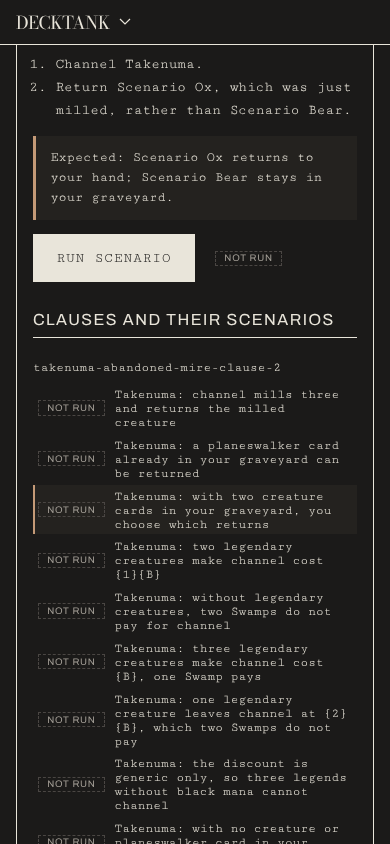 DECKTANK
1. Channel Takenuma.
2. Return Scenario Ox, which was just
milled, rather than Scenario Bear.
Expected: Scenario Ox returns to
your hand; Scenario Bear stays in
your graveyard.
RUN SCENARIO
NOT RUN
CLAUSES AND THEIR SCENARIOS
takenuma-abandoned-mire-clause-2
NOT RUN
Takenuma: channel mills three
and returns the milled
creature
NOT RUN
Takenuma: a planeswalker card
already in your graveyard can
be returned
NOT RUN
Takenuma: with two creature
cards in your graveyard, you
choose which returns
NOT RUN
Takenuma: two legendary
creatures make channel cost
{1}{B}
NOT RUN
Takenuma: without legendary
creatures, two Swamps do not
pay for channel
NOT RUN
Takenuma: three legendary
creatures make channel cost
{B}, one Swamp pays
NOT RUN
Takenuma: one legendary
creature leaves channel at {2}
{B}, which two Swamps do not
pay
NOT RUN
Takenuma: the discount is
generic only, so three legends
without black mana cannot
channel
NOT RUN
Takenuma: with no creature or
planeswalker card in your